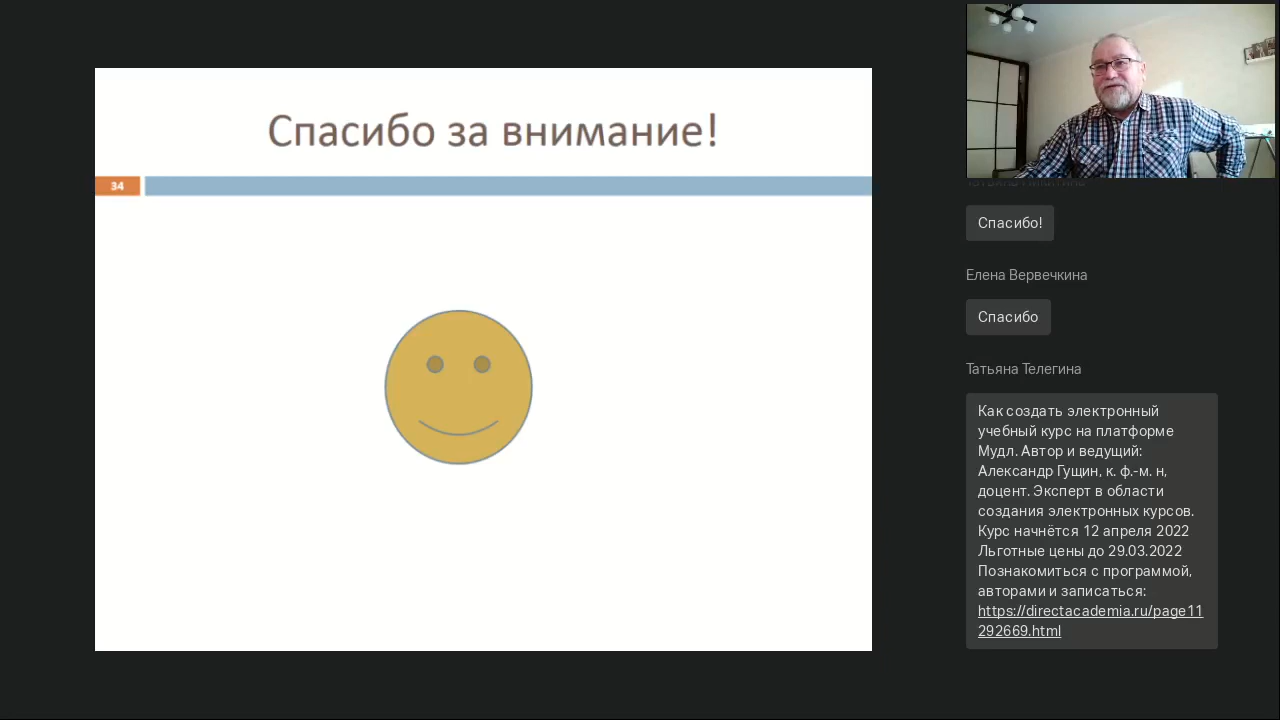 Спасибо за внимание!
34
Спасибо!
Елена Вервечкина
Спасибо
Татьяна Телегина
Как создать электронный
учебный курс на платформе
Мудл. Автор и ведущий:
Александр Гущин, к. ф.-м. н,
доцент. Эксперт в области
создания электронных курсов.
Курс начнётся 12 апреля 2022
Льготные цены до 29.03.2022
Познакомиться с программой,
авторами и записаться:
https://directacademia.ru/page11
292669.html